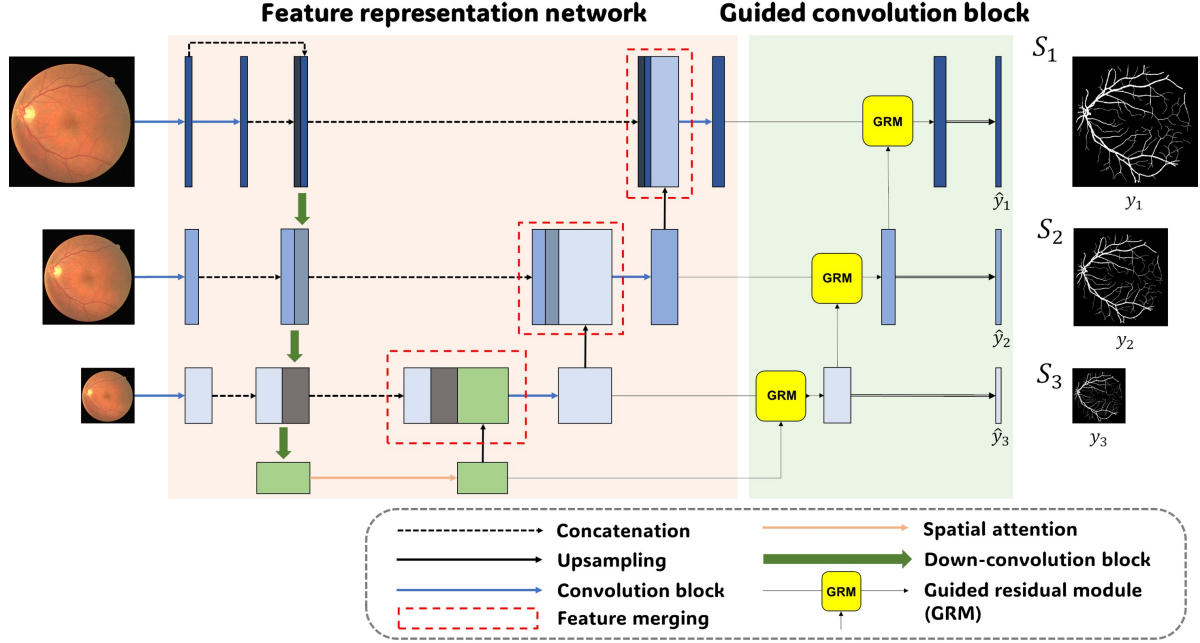 Feature representation network
Guided convolution block
S₁
GRM
ŷ₁
y₁
S₂
GRM
ŷ₂
y₂
S₃
GRM
ŷ₃
y₃
Concatenation
Upsampling
Convolution block
Feature merging
Spatial attention
Down-convolution block
GRM
Guided residual module
(GRM)